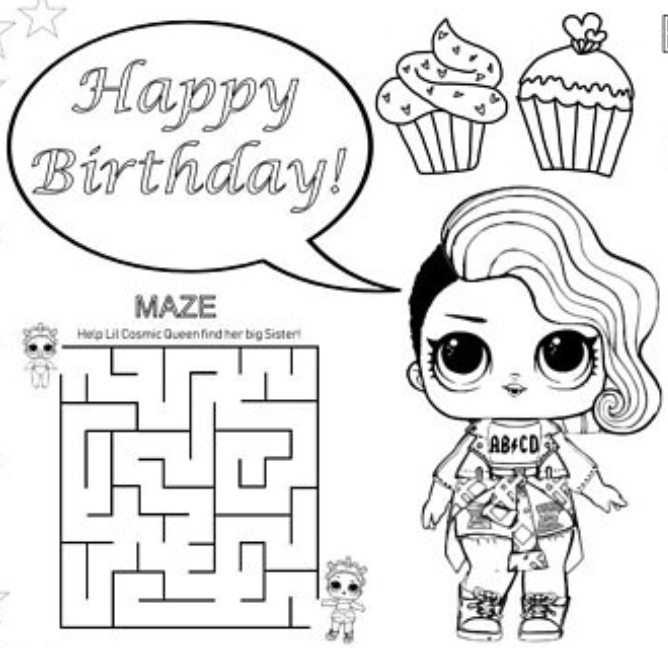 Happy
Birthday!
MAZE
Help Lil Cosmic Queen find her big Sister!
AB⚡CD